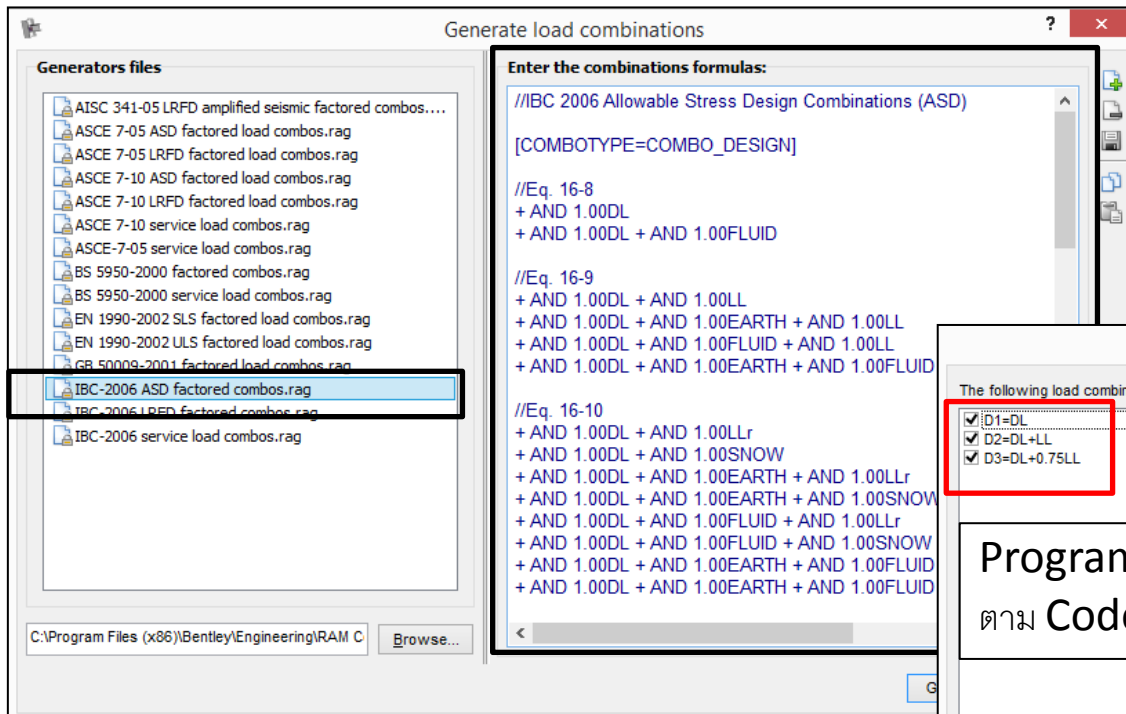 Generate load combinations
?
×
Generators files
AISC 341-05 LRFD amplified seismic factored combos....
ASCE 7-05 ASD factored load combos.rag
ASCE 7-05 LRFD factored load combos.rag
ASCE 7-10 ASD factored load combos.rag
ASCE 7-10 LRFD factored load combos.rag
ASCE 7-10 service load combos.rag
ASCE-7-05 service load combos.rag
BS 5950-2000 factored combos.rag
BS 5950-2000 service load combos.rag
EN 1990-2002 SLS factored load combos.rag
EN 1990-2002 ULS factored load combos.rag
GB 50009-2001 factored load combos.rag
IBC-2006 ASD factored combos.rag
IBC-2006 LRFD factored combos.rag
IBC-2006 service load combos.rag
C:\Program Files (x86)\Bentley\Engineering\RAM C
Browse...
Enter the combinations formulas:
//IBC 2006 Allowable Stress Design Combinations (ASD)
[COMBOTYPE=COMBO_DESIGN]
//Eq. 16-8
+ AND 1.00DL
+ AND 1.00DL + AND 1.00FLUID
//Eq. 16-9
+ AND 1.00DL + AND 1.00LL
+ AND 1.00DL + AND 1.00EARTH + AND 1.00LL
+ AND 1.00DL + AND 1.00FLUID + AND 1.00LL
+ AND 1.00DL + AND 1.00EARTH + AND 1.00FLUID
//Eq. 16-10
+ AND 1.00DL + AND 1.00LLr
+ AND 1.00DL + AND 1.00SNOW
+ AND 1.00DL + AND 1.00EARTH + AND 1.00LLr
+ AND 1.00DL + AND 1.00EARTH + AND 1.00SNOW
+ AND 1.00DL + AND 1.00FLUID + AND 1.00LLr
+ AND 1.00DL + AND 1.00FLUID + AND 1.00SNOW
+ AND 1.00DL + AND 1.00EARTH + AND 1.00FLUID
+ AND 1.00DL + AND 1.00EARTH + AND 1.00FLUID
G
The following load combin
D1=DL
D2=DL+LL
D3=DL+0.75LL
Program
ตาม Code